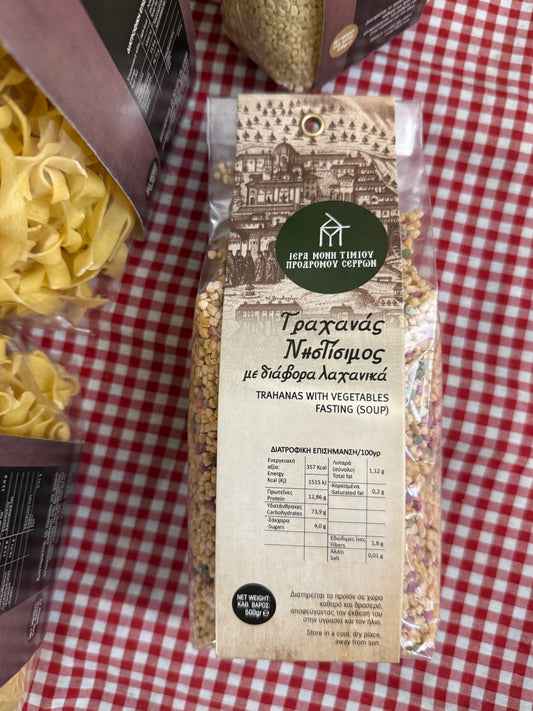 ΙΕΡΑ ΜΟΝΗ ΤΙΜΙΟΥ
ΠΡΟΔΡΟΜΟΥ ΣΕΡΡΩΝ
Τραχανάς
Νηστίσιμος
με διάφορα λαχανικά
TRAHANAS WITH VEGETABLES
FASTING (SOUP)
ΔΙΑΤΡΟΦΙΚΗ ΕΠΙΣΗΜΑΝΣΗ/100γρ
Ενεργειακή
αξία: 357 Kcal
Kcal (Kj) 1515 kJ
Πρωτεΐνες
Protein 12,86 g
Υδατάνθρακες
Carbohydrates 73,9 g
-Σάκχαρα
-Sugars 4,0 g
Λιπαρά
(σύνολο)
Total fat 1,12 g
-Κορεσμένα
-Saturated fat 0,2 g
Εδώδιμες ίνες
Fibers 1,8 g
Αλάτι
Salt 0,01 g
NET WEIGHT:
ΚΑΘ. ΒΑΡΟΣ:
500gr e
Διατηρείται το προϊόν σε χώρο
καθαρό και δροσερό,
αποφεύγοντας την έκθεσή του
στην υγρασία και τον ήλιο.
Store in a cool, dry place,
away from sun.